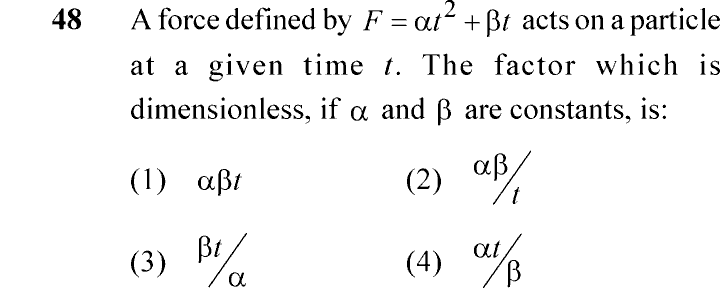 48 A force defined by F = αt² + βt acts on a particle
at a given time t. The factor which is
dimensionless, if α and β are constants, is:
(1) αβt (2) αβ/t
(3) βt/α (4) αt/β